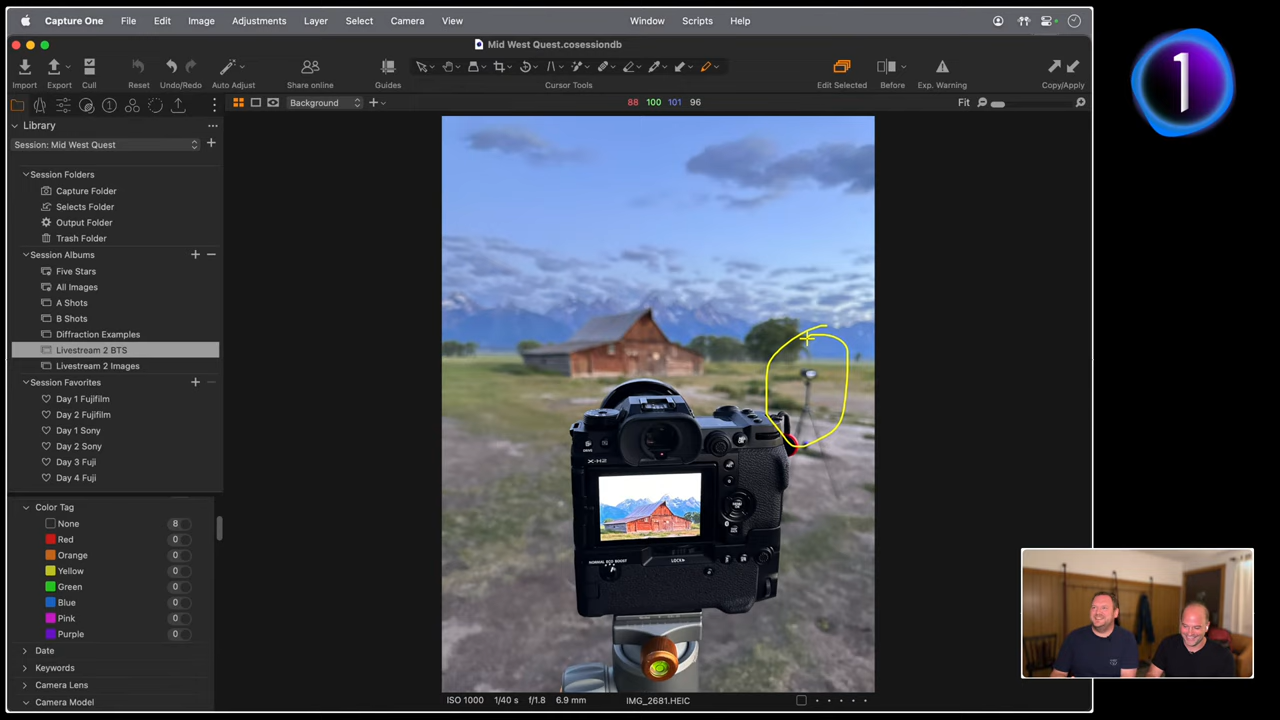 Capture One File Edit Image Adjustments Layer Select Camera View Window Scripts Help
Mid West Quest.cosessiondb
Import Export Cull Reset Undo/Redo Auto Adjust Share online Guides Cursor Tools Edit Selected Before Exp. Warning Copy/Apply
Background 88 100 101 96 Fit
Library
Session: Mid West Quest
Session Folders
Capture Folder
Selects Folder
Output Folder
Trash Folder
Session Albums
Five Stars
All Images
A Shots
B Shots
Diffraction Examples
Livestream 2 BTS
Livestream 2 Images
Session Favorites
Day 1 Fujifilm
Day 2 Fujifilm
Day 1 Sony
Day 2 Sony
Day 3 Fuji
Day 4 Fuji
Color Tag
None 8
Red 0
Orange 0
Yellow 0
Green 0
Blue 0
Pink 0
Purple 0
Date
Keywords
Camera Lens
Camera Model
X-H2
NORMAL ECO BOOST
LOCK
ISO 1000 1/40 s f/1.8 6.9 mm IMG_2681.HEIC
1